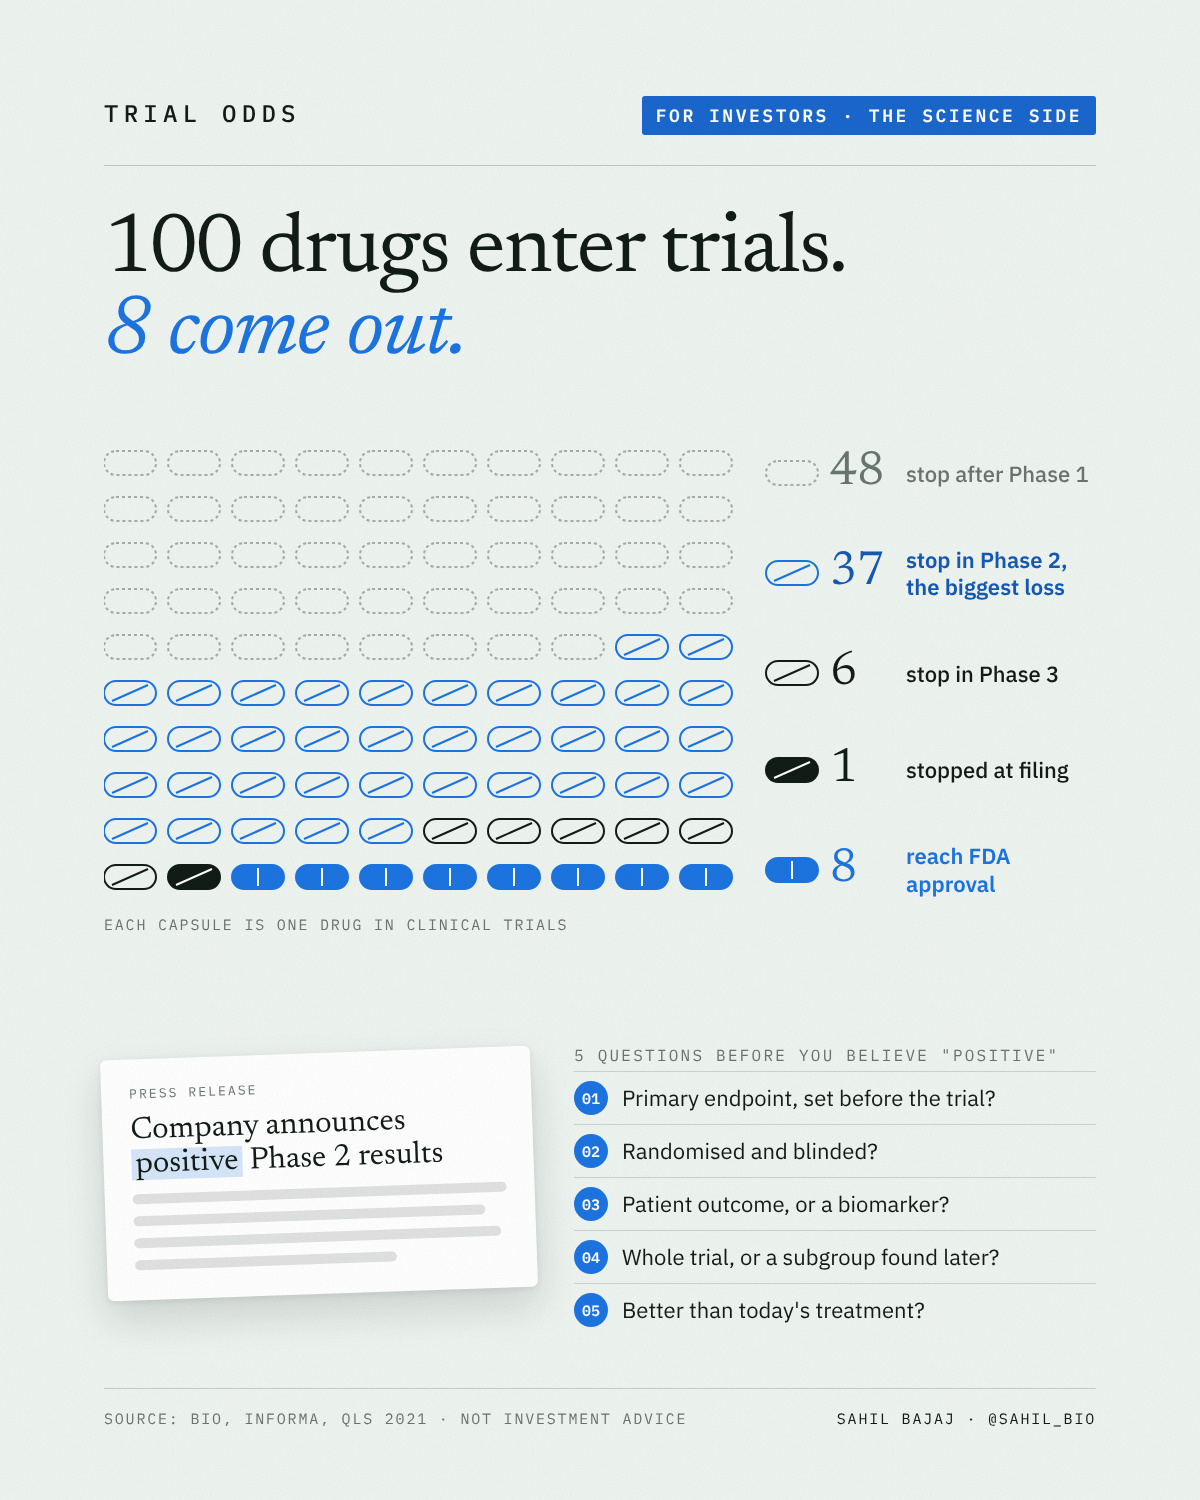 TRIAL ODDS
FOR INVESTORS · THE SCIENCE SIDE
100 drugs enter trials.
8 come out.
48 stop after Phase 1
37 stop in Phase 2,
the biggest loss
6 stop in Phase 3
1 stopped at filing
8 reach FDA
approval
EACH CAPSULE IS ONE DRUG IN CLINICAL TRIALS
PRESS RELEASE
Company announces
positive Phase 2 results
5 QUESTIONS BEFORE YOU BELIEVE "POSITIVE"
01 Primary endpoint, set before the trial?
02 Randomised and blinded?
03 Patient outcome, or a biomarker?
04 Whole trial, or a subgroup found later?
05 Better than today's treatment?
SOURCE: BIO, INFORMA, QLS 2021 · NOT INVESTMENT ADVICE
SAHIL BAJAJ · @SAHIL_BIO